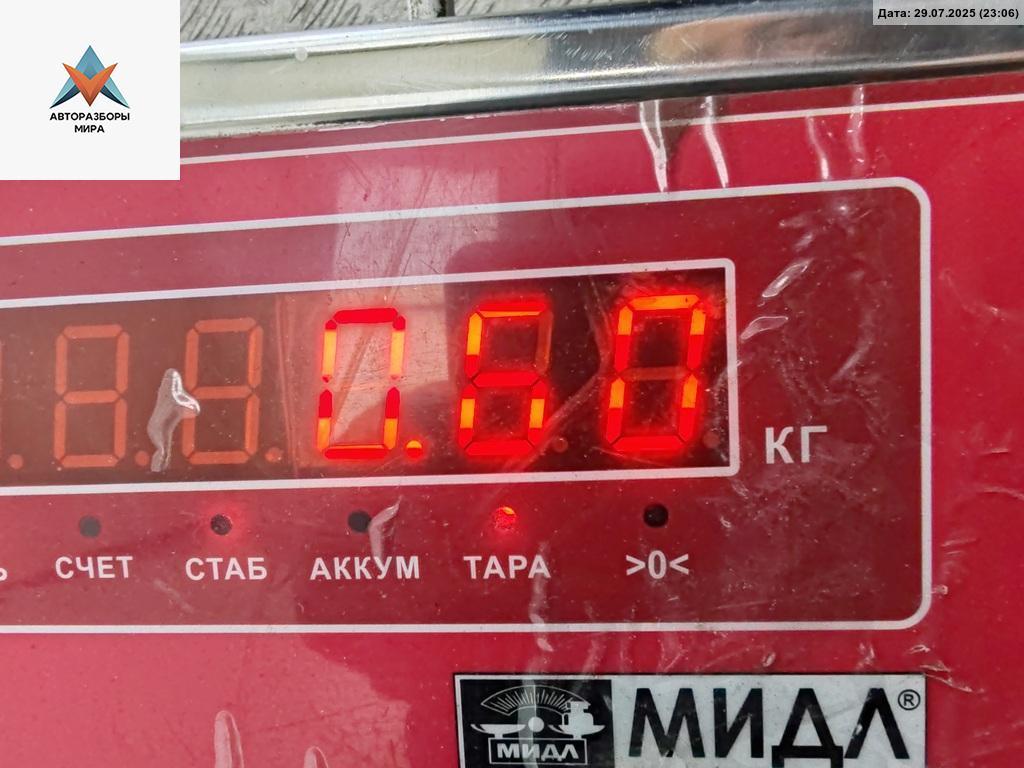 Дата: 29.07.2025 (23:06)
АВТОРАЗБОРЫ
МИРА
0.60
КГ
СЧЕТ СТАБ АККУМ ТАРА >0<
МИДЛ
МИДЛ®